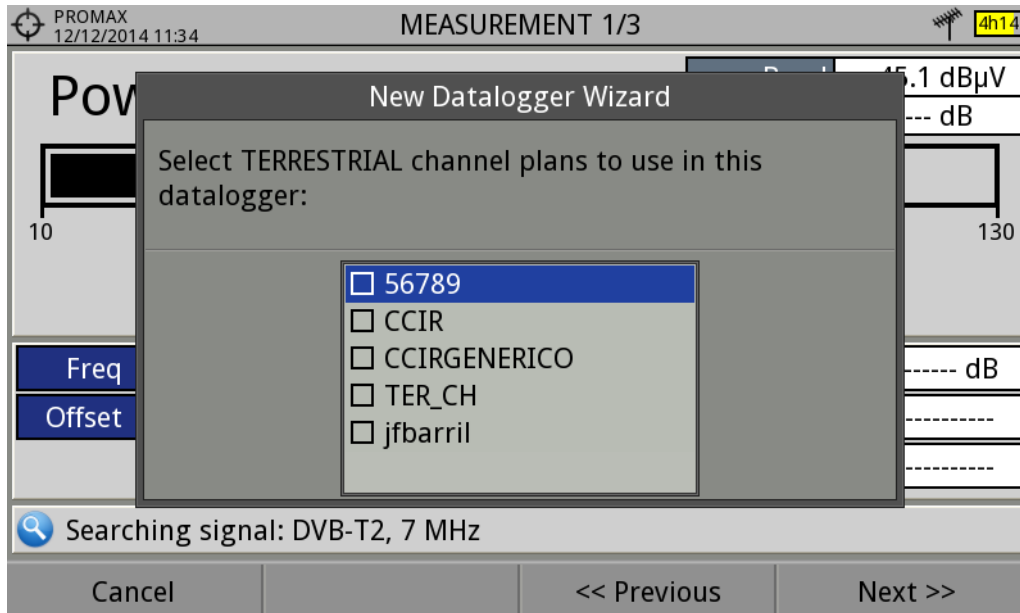 PROMAX
12/12/2014 11:34
MEASUREMENT 1/3
4h14
.1 dBµV
--- dB
New Datalogger Wizard
Select TERRESTRIAL channel plans to use in this
datalogger:
10
130
56789
CCIR
CCIRGENERICO
TER_CH
jfbarril
Freq
------ dB
Offset
----------
----------
Searching signal: DVB-T2, 7 MHz
Cancel
<< Previous
Next >>